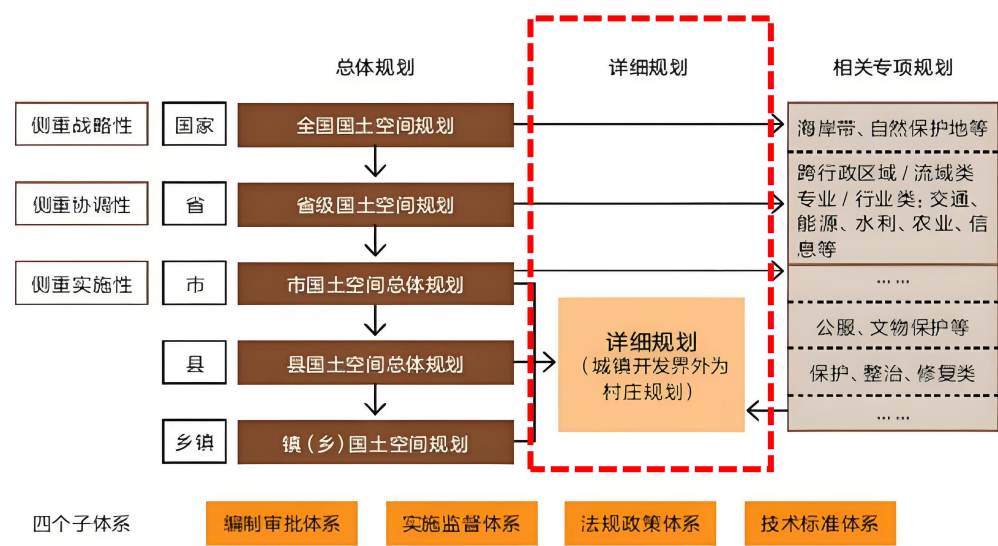 总体规划
详细规划
相关专项规划
侧重战略性
国家
全国国土空间规划
海岸带、自然保护地等
侧重协调性
省
省级国土空间规划
跨行政区域/流域类
专业/行业类:交通、
能源、水利、农业、信
息等
侧重实施性
市
市国土空间总体规划
……
详细规划
(城镇开发界外为
村庄规划)
公服、文物保护等
县
县国土空间总体规划
保护、整治、修复类
……
乡镇
镇(乡)国土空间规划
四个子体系
编制审批体系
实施监督体系
法规政策体系
技术标准体系